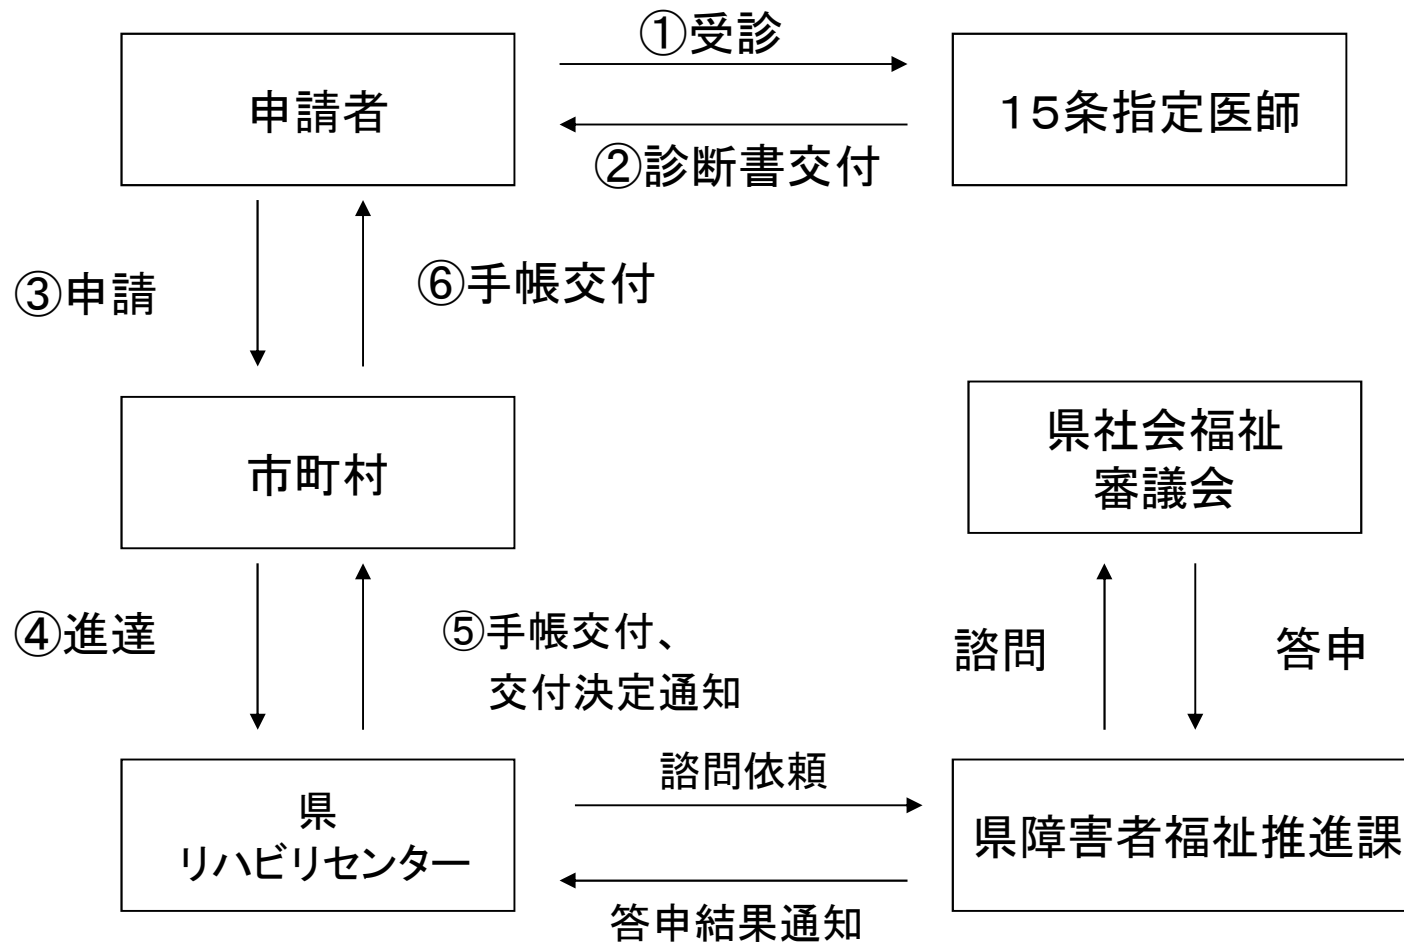 ①受診
申請者
15条指定医師
②診断書交付
③申請
⑥手帳交付
市町村
県社会福祉
審議会
④進達
⑤手帳交付、
交付決定通知
諮問
答申
諮問依頼
県
リハビリセンター
県障害者福祉推進課
答申結果通知